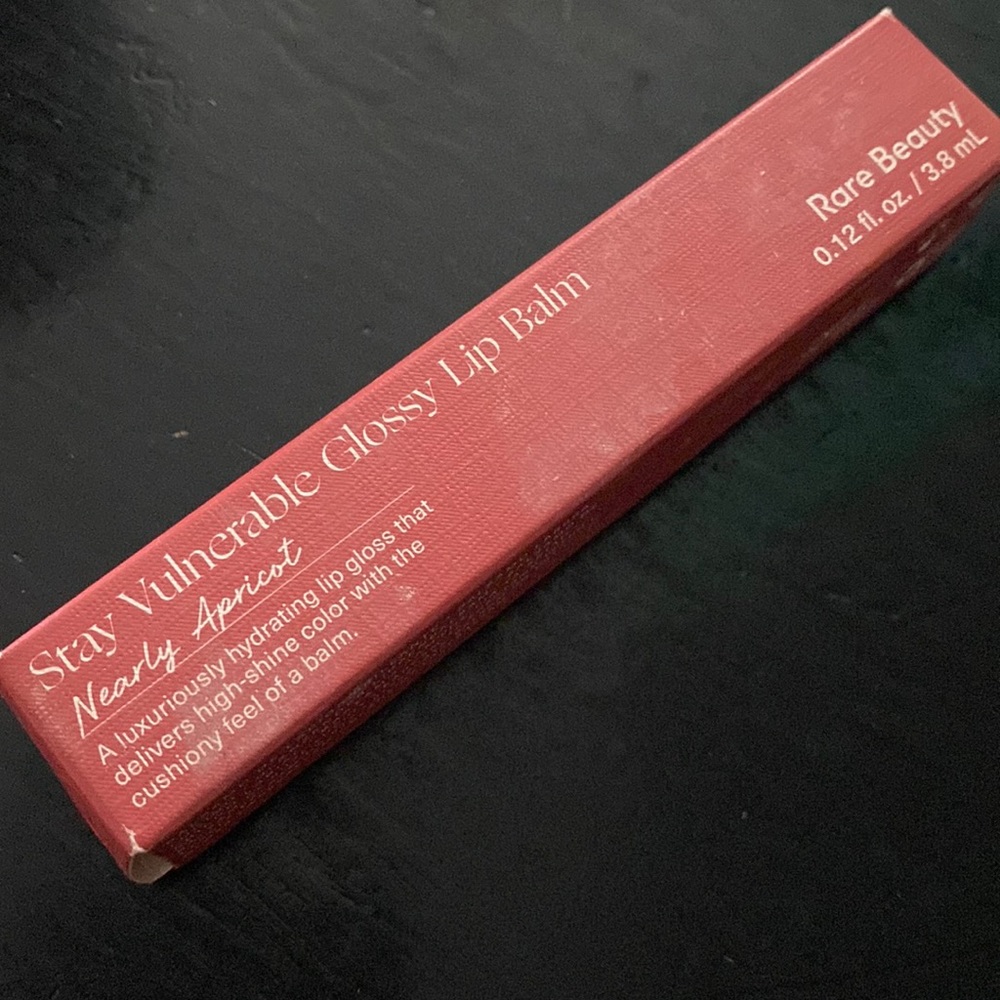 Stay Vulnerable Glossy Lip Balm
Nearly Apricot
A luxuriously hydrating lip gloss that
delivers high-shine color with the
cushiony feel of a balm.
Rare Beauty
0.12 fl. oz. / 3.8 mL